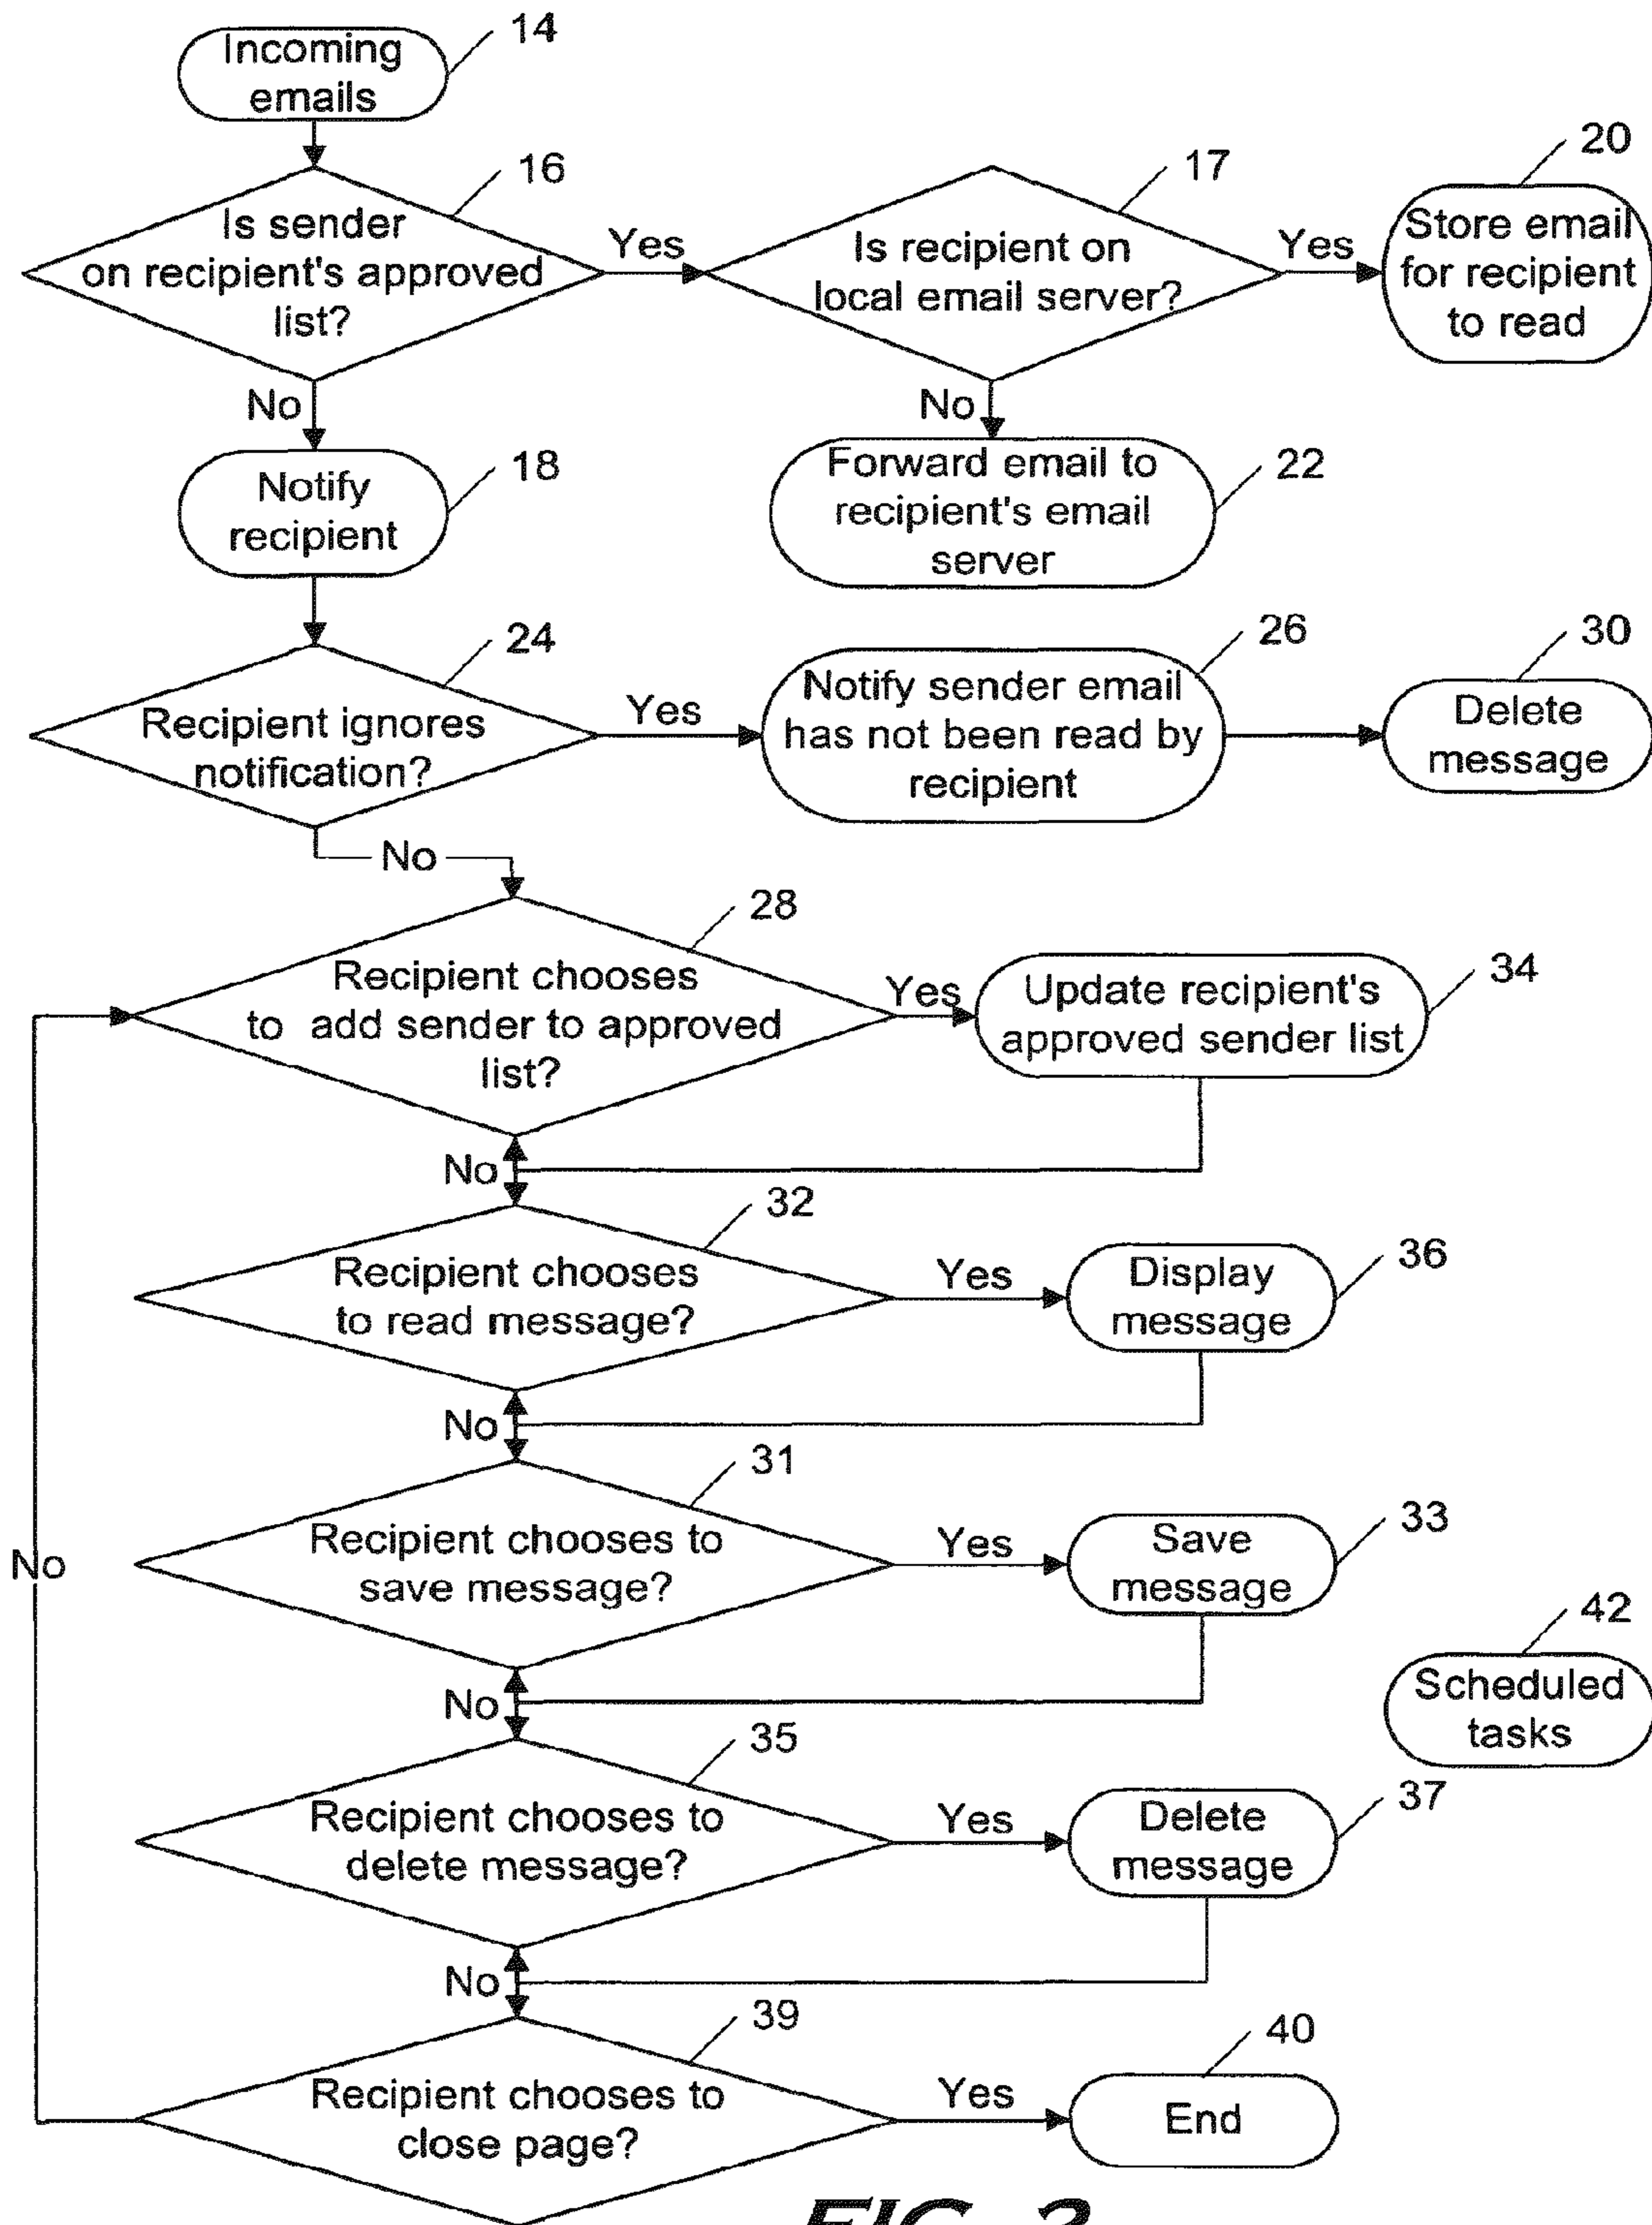 14
Incoming
emails
16
Is sender
on recipient's approved
list?
Yes
17
Is recipient on
local email server?
Yes
20
Store email
for recipient
to read
No
No
18
Notify
recipient
Forward email to
recipient's email
server
22
24
Recipient ignores
notification?
Yes
26
Notify sender email
has not been read by
recipient
30
Delete
message
No
28
Recipient chooses
to add sender to approved
list?
Yes
Update recipient's
approved sender list
34
No
32
Recipient chooses
to read message?
Yes
Display
message
36
No
31
Recipient chooses to
save message?
Yes
Save
message
33
No
42
Scheduled
tasks
No
35
Recipient chooses to
delete message?
Yes
Delete
message
37
No
39
Recipient chooses to
close page?
Yes
40
End